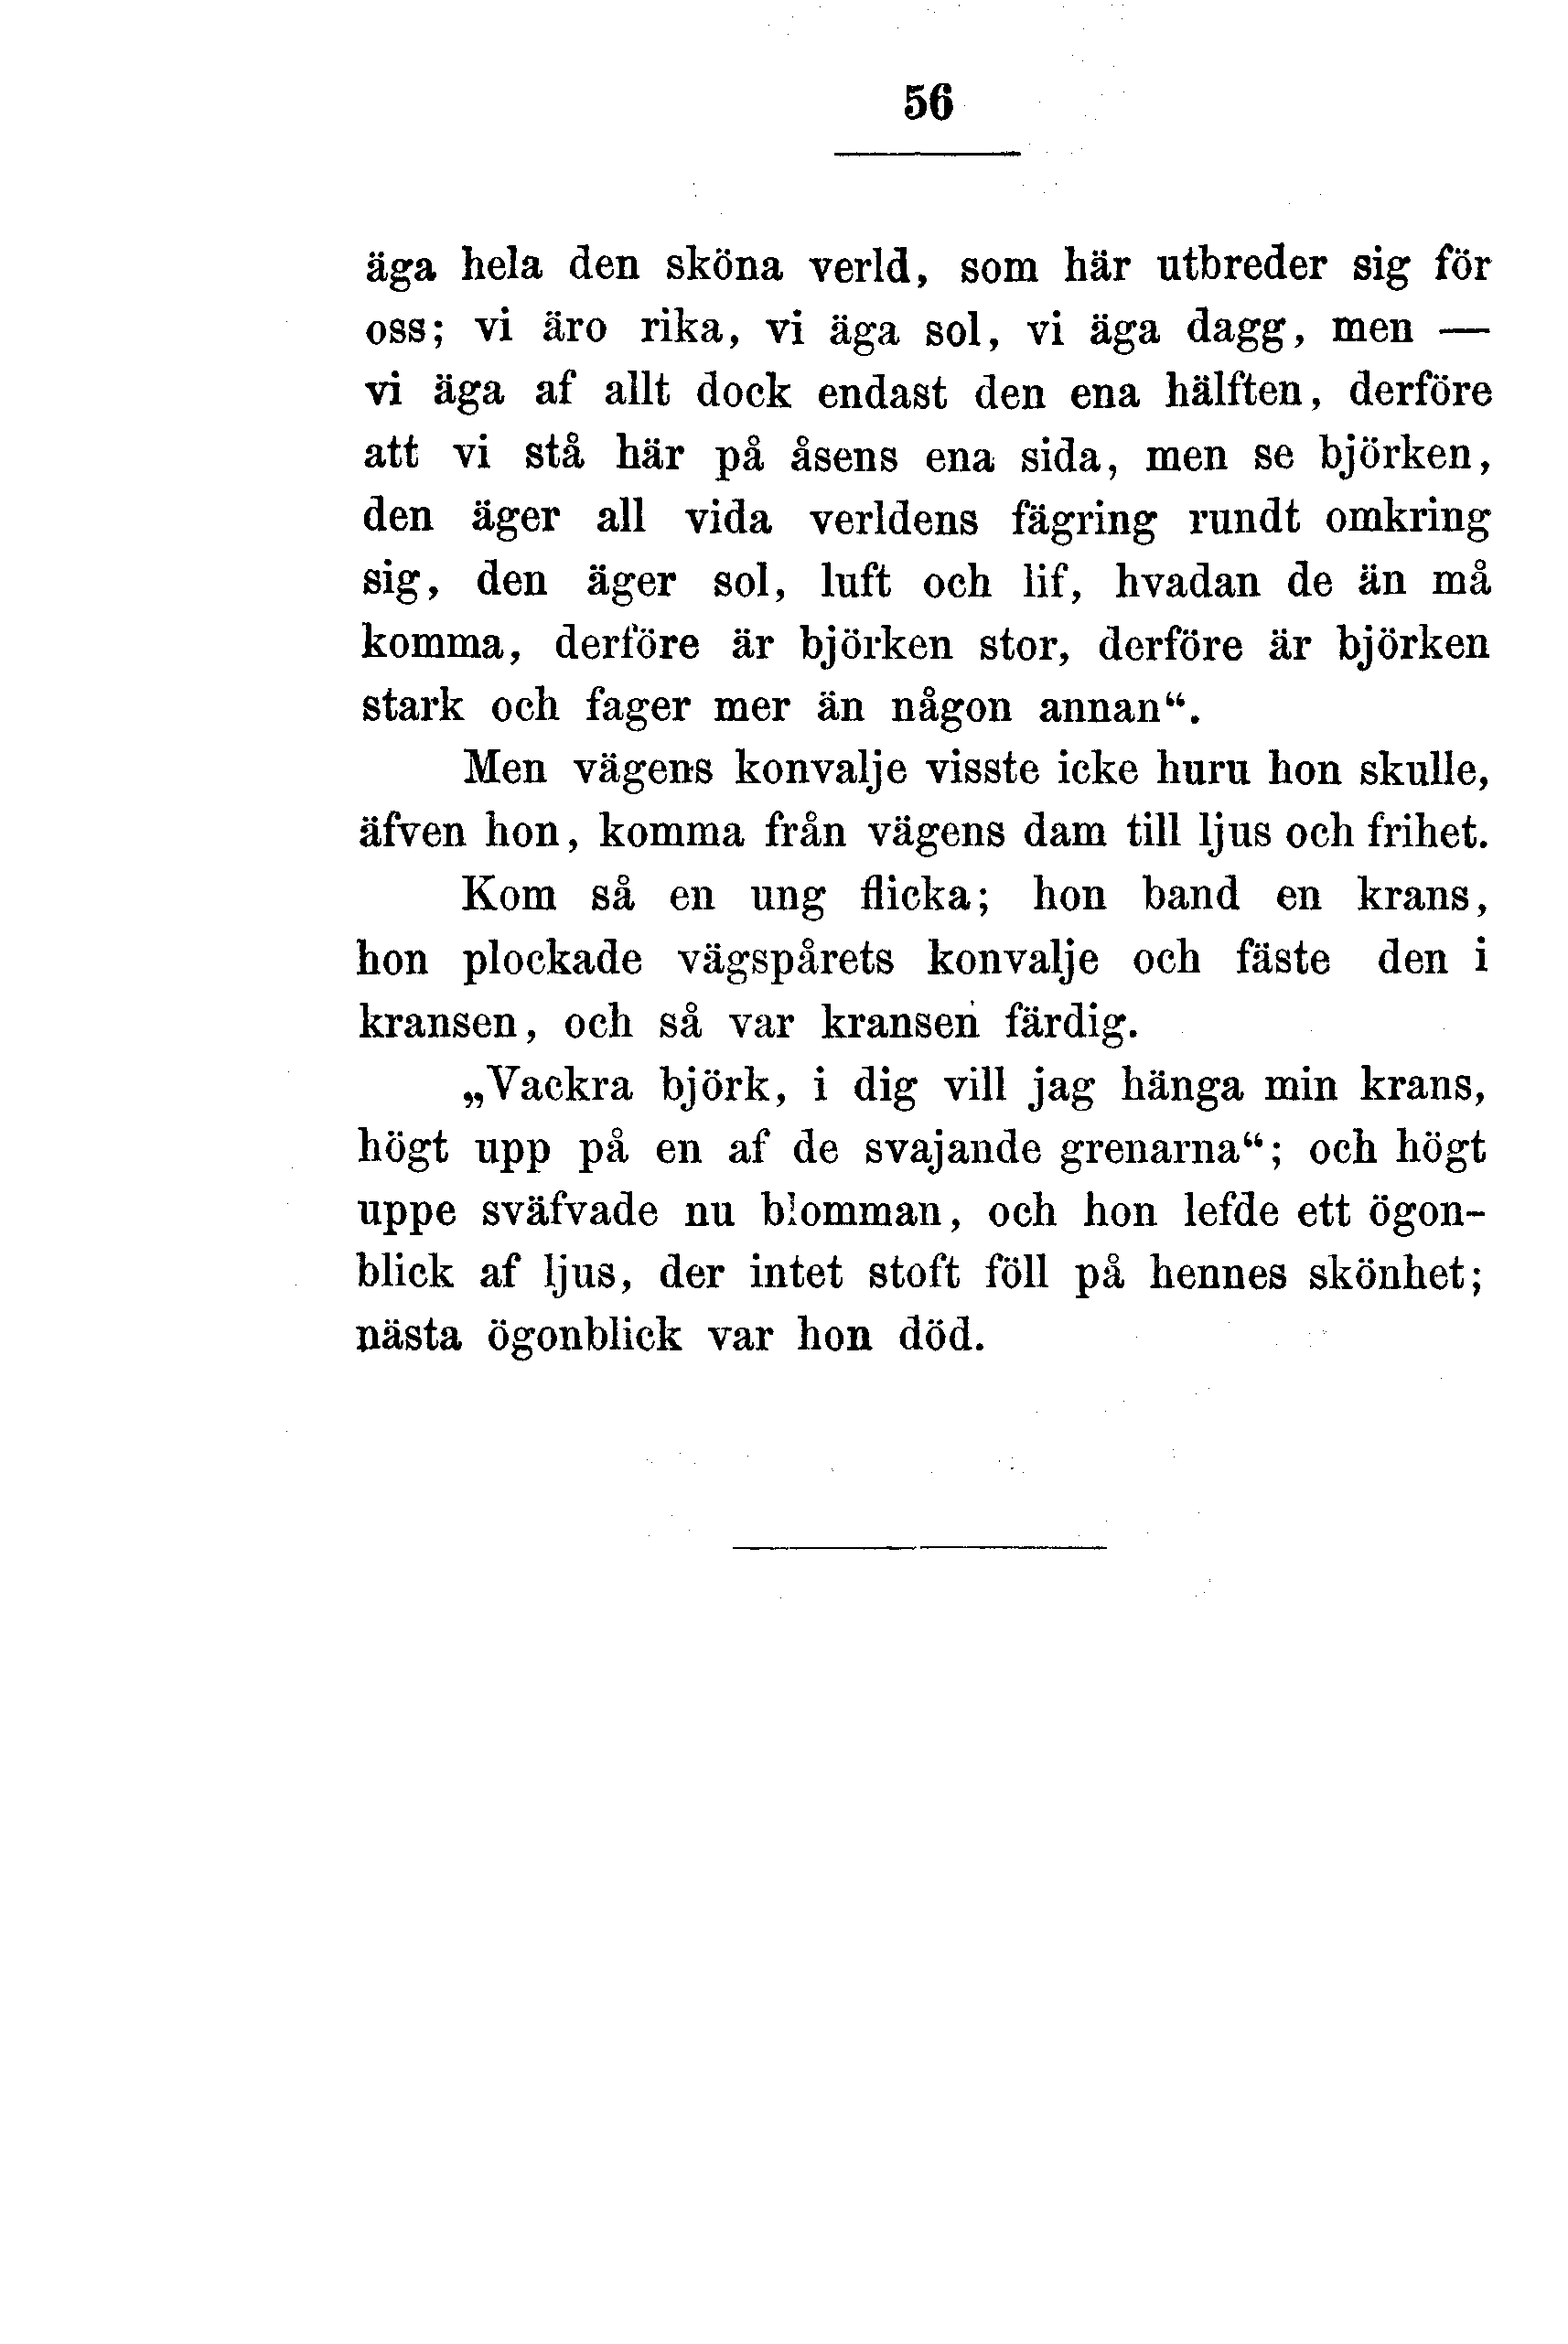 56
äga hela den sköna verld, som här utbreder sig för
oss; vi äro rika, vi äga sol, vi äga dagg, men —
vi äga af allt dock endast den ena hälften, derföre
att vi stå här på åsens ena sida, men se björken,
den äger all vida verldens fägring rundt omkring
sig, den äger sol, luft och lif, hvadan de än må
komma, derföre är björken stor, derföre är björken
stark och fager mer än någon annan“.
Men vägens konvalje visste icke huru hon skulle,
äfven hon, komma från vägens dam till ljus och frihet.
Kom så en ung flicka; hon band en krans,
hon plockade vägspårets konvalje och fäste den i
kransen, och så var kransen färdig.
„Vackra björk, i dig vill jag hänga min krans,
högt upp på en af de svajande grenarna“; och högt
uppe sväfvade nu blomman, och hon lefde ett ögon-
blick af ljus, der intet stoft föll på hennes skönhet;
nästa ögonblick var hon död.